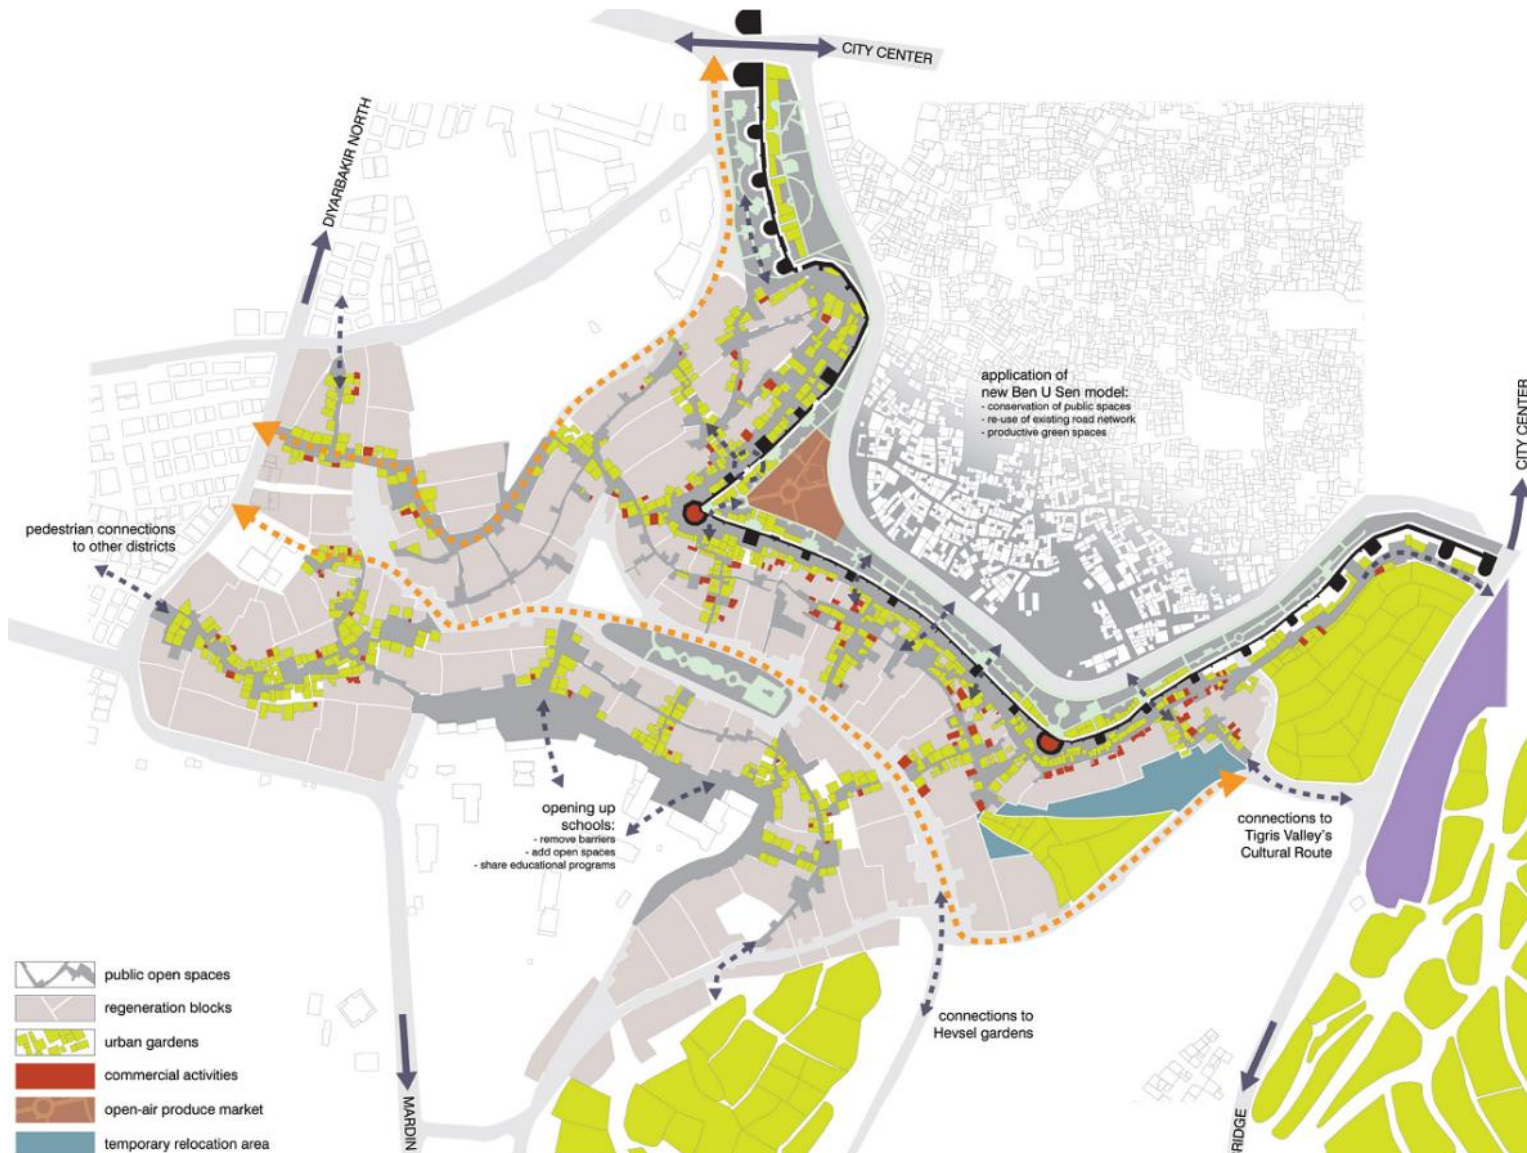 CITY CENTER
DIYARBAKIR NORTH
application of
new Ben U Sen model:
- conservation of public spaces
- re-use of existing road network
- productive green spaces
CITY CENTER
pedestrian connections
to other districts
opening up
schools:
- remove barriers
- add open spaces
- share educational programs
connections to
Tigris Valley's
Cultural Route
connections to
Hevsel gardens
MARDIN
RIDGE
public open spaces
regeneration blocks
urban gardens
commercial activities
open-air produce market
temporary relocation area